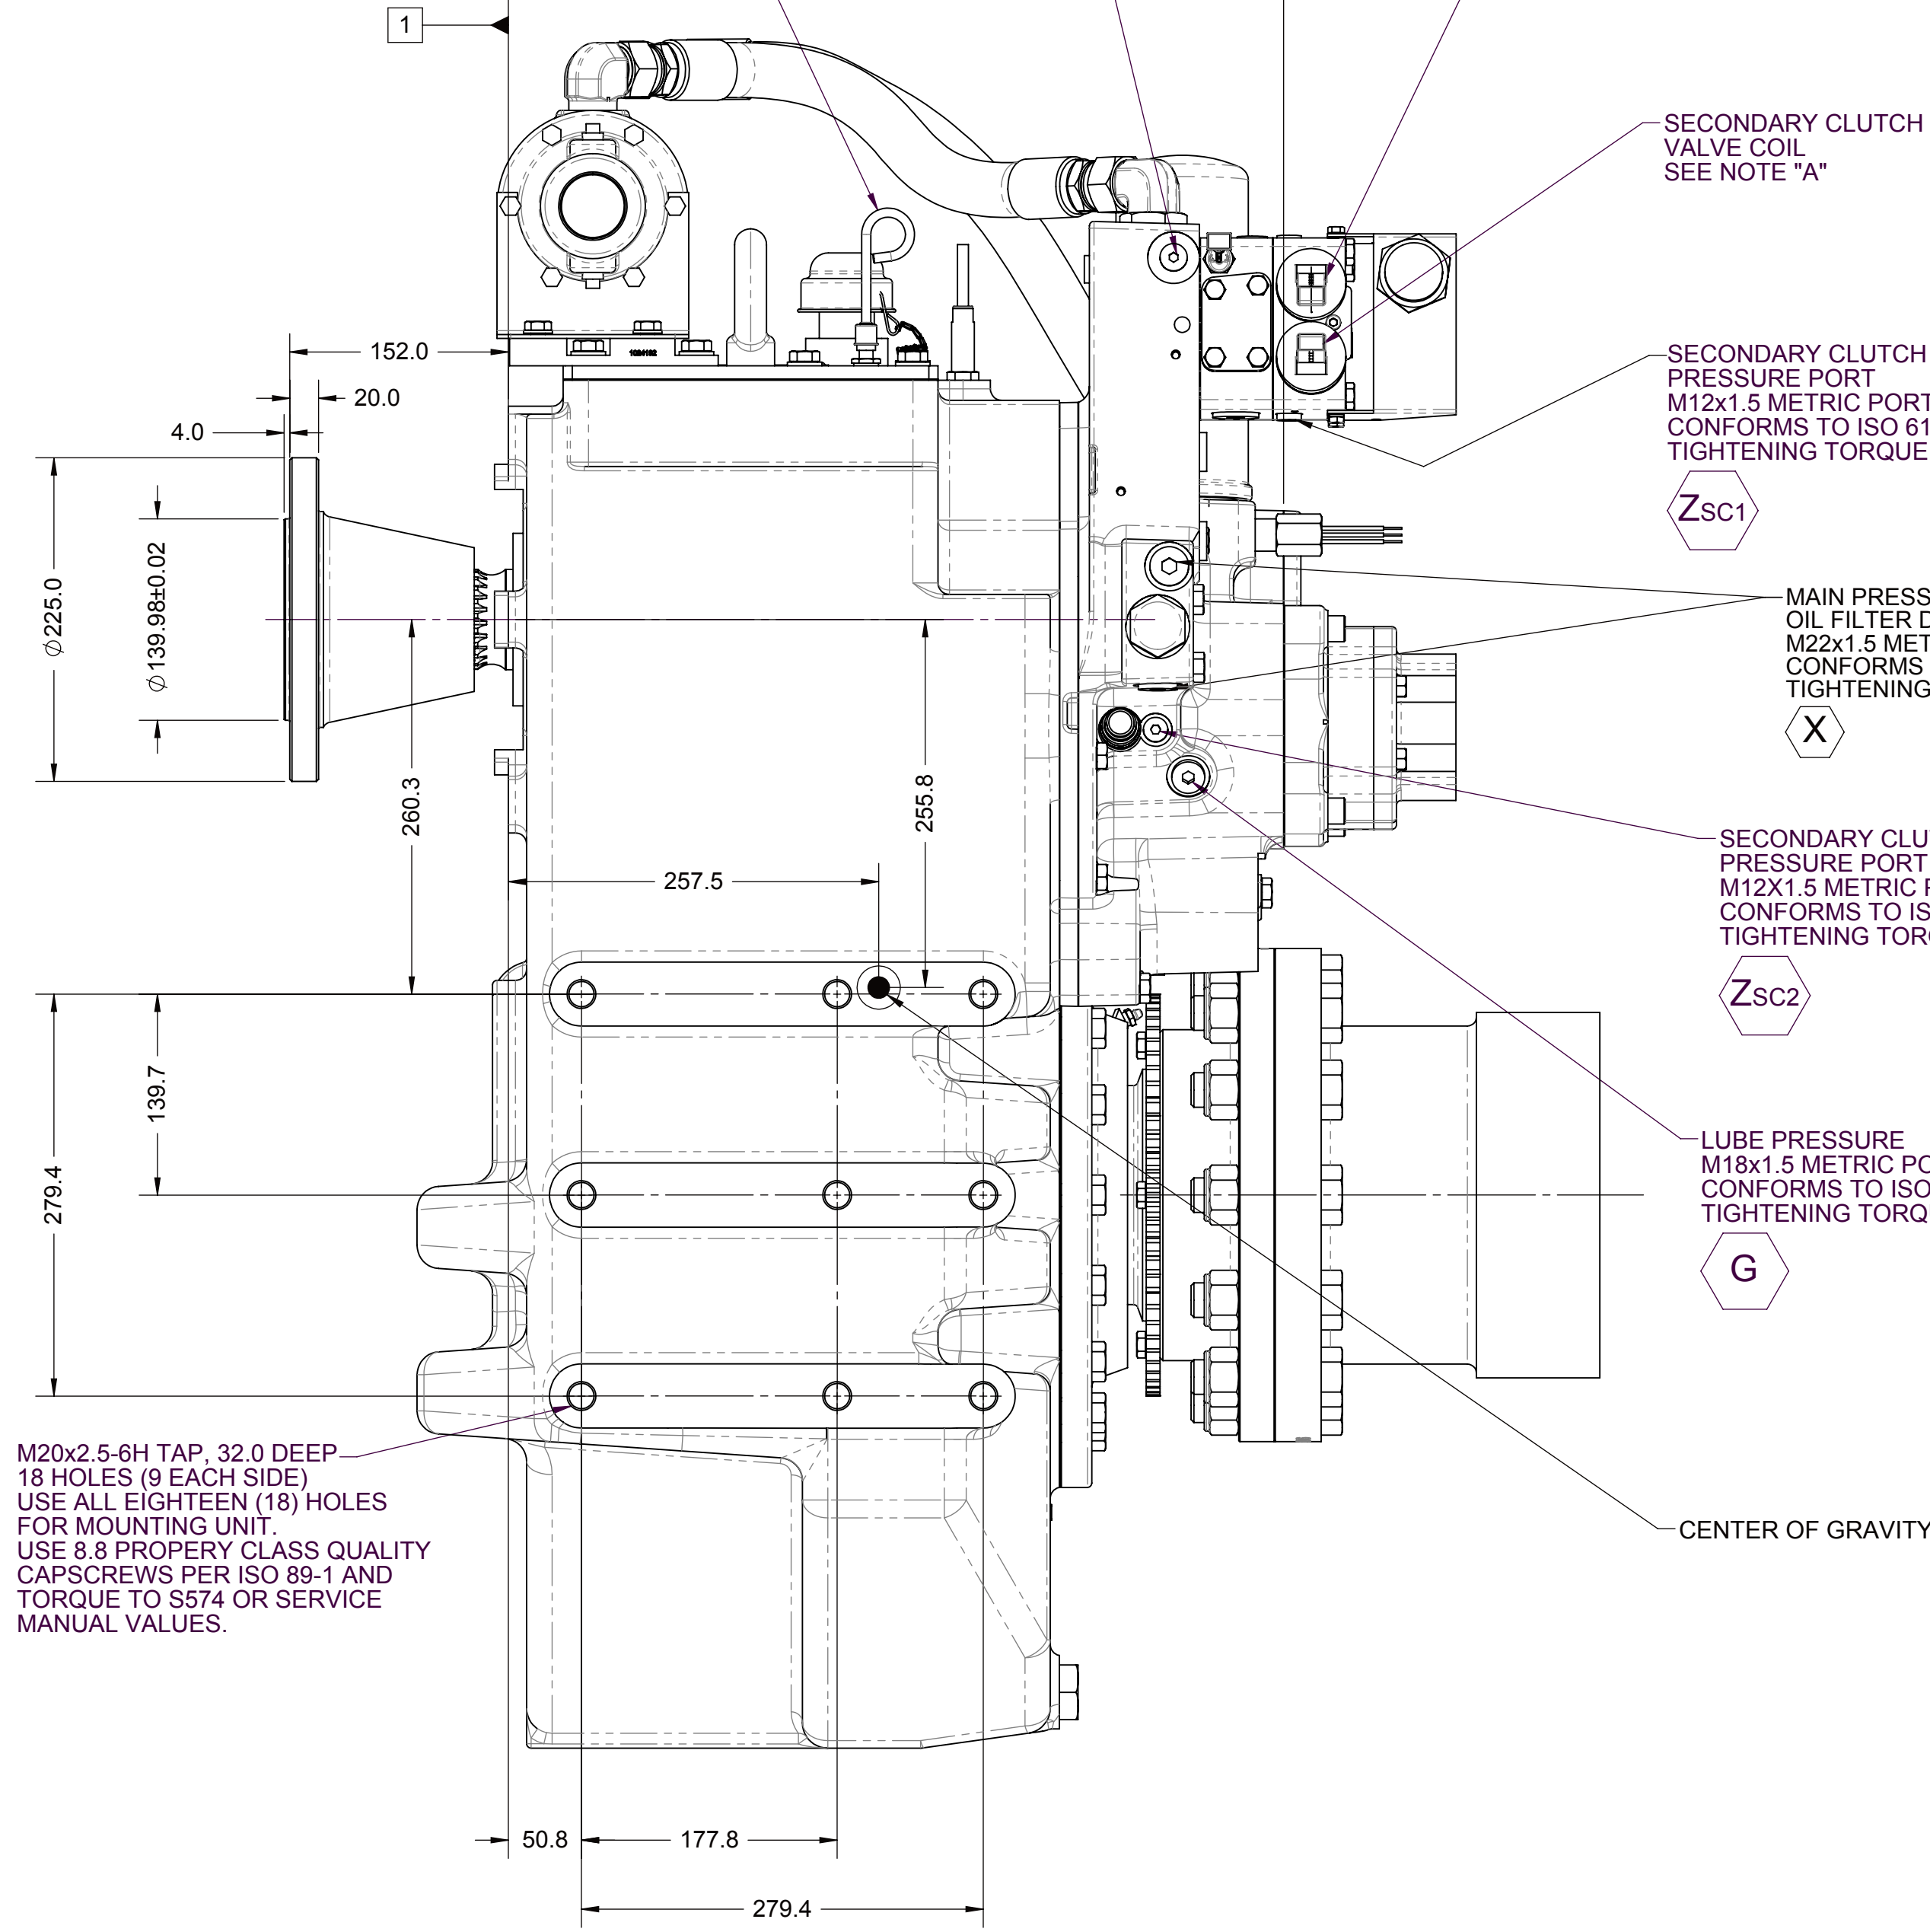 1
SECONDARY CLUTCH
VALVE COIL
SEE NOTE "A"
152.0
20.0
4.0
SECONDARY CLUTCH
PRESSURE PORT
M12x1.5 METRIC PORT
CONFORMS TO ISO 61
TIGHTENING TORQUE
ZSC1
Ø225.0
Ø139.98±0.02
MAIN PRESS
OIL FILTER D
M22x1.5 MET
CONFORMS
TIGHTENING
X
260.3
255.8
257.5
SECONDARY CLU
PRESSURE PORT
M12X1.5 METRIC P
CONFORMS TO IS
TIGHTENING TOR
ZSC2
139.7
279.4
LUBE PRESSURE
M18x1.5 METRIC PO
CONFORMS TO ISO
TIGHTENING TORQ
G
M20x2.5-6H TAP, 32.0 DEEP
18 HOLES (9 EACH SIDE)
USE ALL EIGHTEEN (18) HOLES
FOR MOUNTING UNIT.
USE 8.8 PROPERY CLASS QUALITY
CAPSCREWS PER ISO 89-1 AND
TORQUE TO S574 OR SERVICE
MANUAL VALUES.
CENTER OF GRAVITY
50.8
177.8
279.4